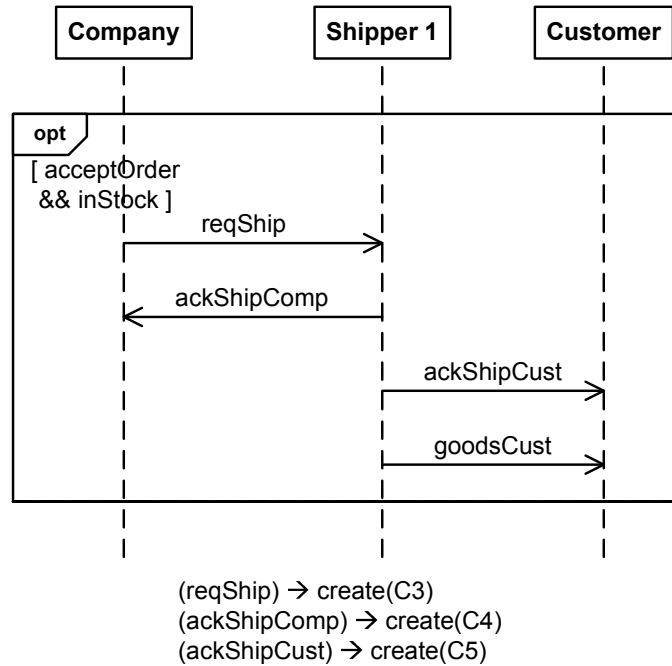 Company Shipper 1 Customer
opt
[ acceptOrder
&& inStock ]
reqShip
ackShipComp
ackShipCust
goodsCust
(reqShip) → create(C3)
(ackShipComp) → create(C4)
(ackShipCust) → create(C5)